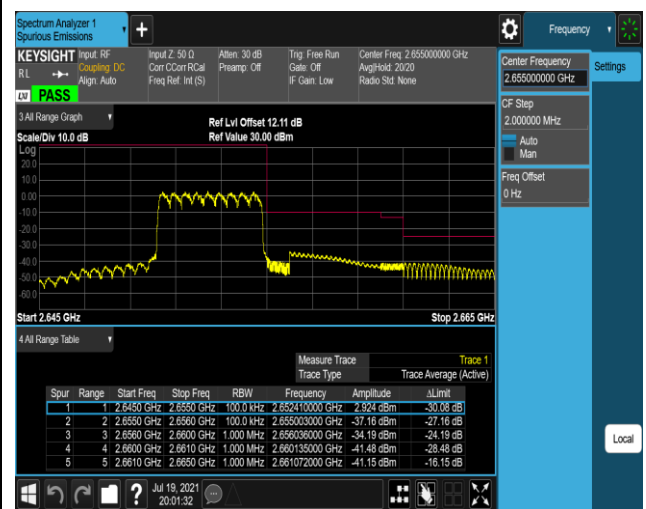 Spectrum Analyzer 1
Spurious Emissions
Frequency
KEYSIGHT Input: RF Input Z: 50 Ω Atten: 30 dB Trig: Free Run Center Freq: 2.655000000 GHz
RL Coupling: DC Corr CCorr RCal Preamp: Off Gate: Off Avg|Hold: 20/20
Align: Auto Freq Ref: Int (S) IF Gain: Low Radio Std: None
LXI PASS
Center Frequency
2.655000000 GHz
Settings
CF Step
2.000000 MHz
Auto
Man
Freq Offset
0 Hz
3 All Range Graph
Ref Lvl Offset 12.11 dB
Scale/Div 10.0 dB Ref Value 30.00 dBm
Log
20.0
10.0
0.00
-10.0
-20.0
-30.0
-40.0
-50.0
-60.0
Start 2.645 GHz Stop 2.665 GHz
4 All Range Table
Measure Trace Trace 1
Trace Type Trace Average (Active)
Spur Range Start Freq Stop Freq RBW Frequency Amplitude ΔLimit
1 1 2.6450 GHz 2.6550 GHz 100.0 kHz 2.652410000 GHz 2.924 dBm -30.08 dB
2 2 2.6550 GHz 2.6560 GHz 100.0 kHz 2.655003000 GHz -37.16 dBm -27.16 dB
3 3 2.6560 GHz 2.6600 GHz 1.000 MHz 2.656036000 GHz -34.19 dBm -24.19 dB
4 4 2.6600 GHz 2.6610 GHz 1.000 MHz 2.660135000 GHz -41.48 dBm -28.48 dB
5 5 2.6610 GHz 2.6650 GHz 1.000 MHz 2.661072000 GHz -41.15 dBm -16.15 dB
Local
? Jul 19, 2021
20:01:32